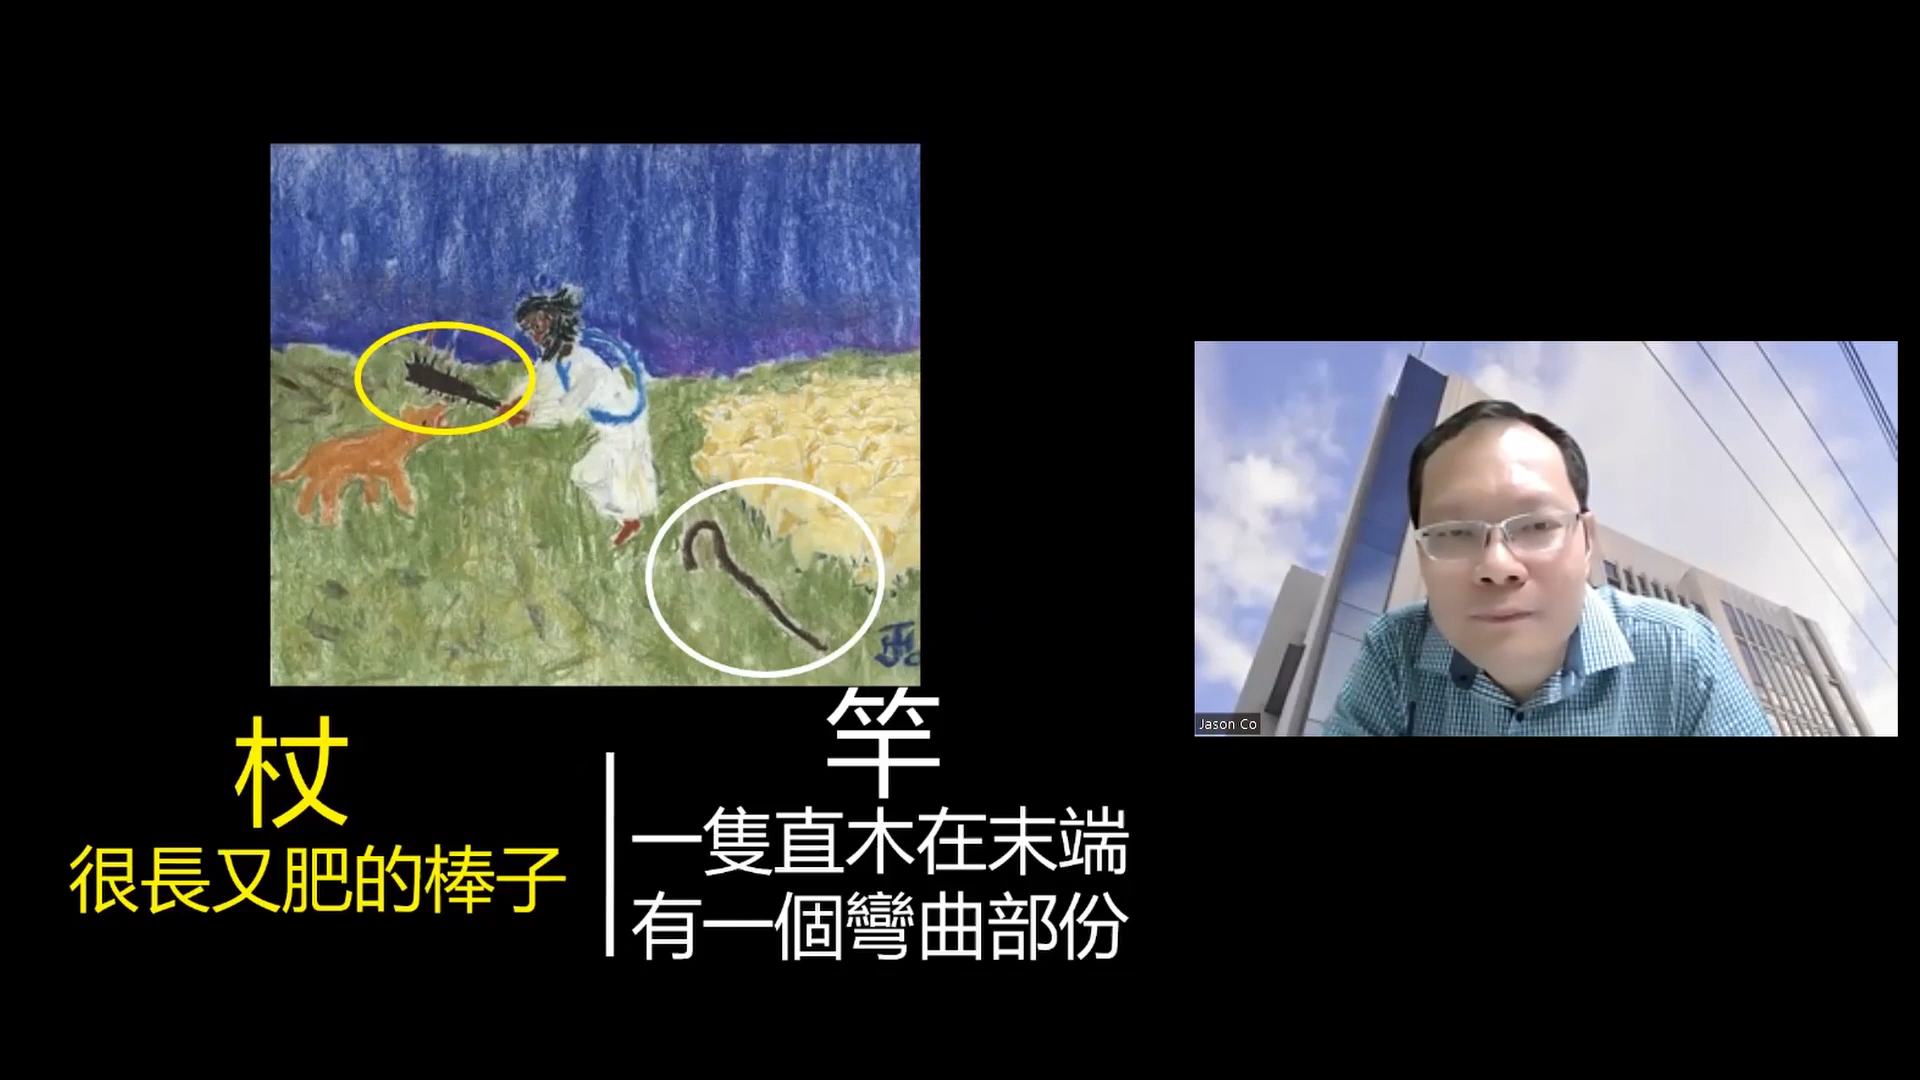 杖
很長又肥的棒子
竿
一隻直木在末端
有一個彎曲部份
Jason Co